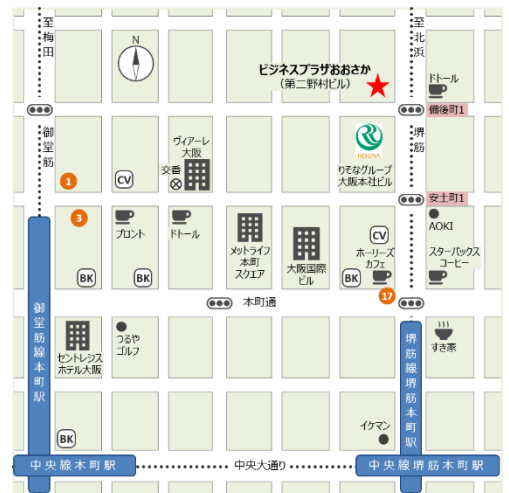 至梅田
至北浜
N
ビジネスプラザおおさか
(第二野村ビル)
ドトール
備後町1
御堂筋
堺筋
ヴィアーレ
大阪
交番
RESONA
りそなグループ
大阪本社ビル
1
CV
安土町1
3
プロント
ドトール
メットライフ
本町
スクエア
大阪国際
ビル
CV
ホーリーズ
カフェ
AOKI
スターバックス
コーヒー
BK
BK
BK
17
本町通
御堂筋線本町駅
セントレジス
ホテル大阪
つるや
ゴルフ
堺筋線堺筋本町駅
すき家
イケマン
BK
中央線本町駅
中央大通り
中央線堺筋本町駅